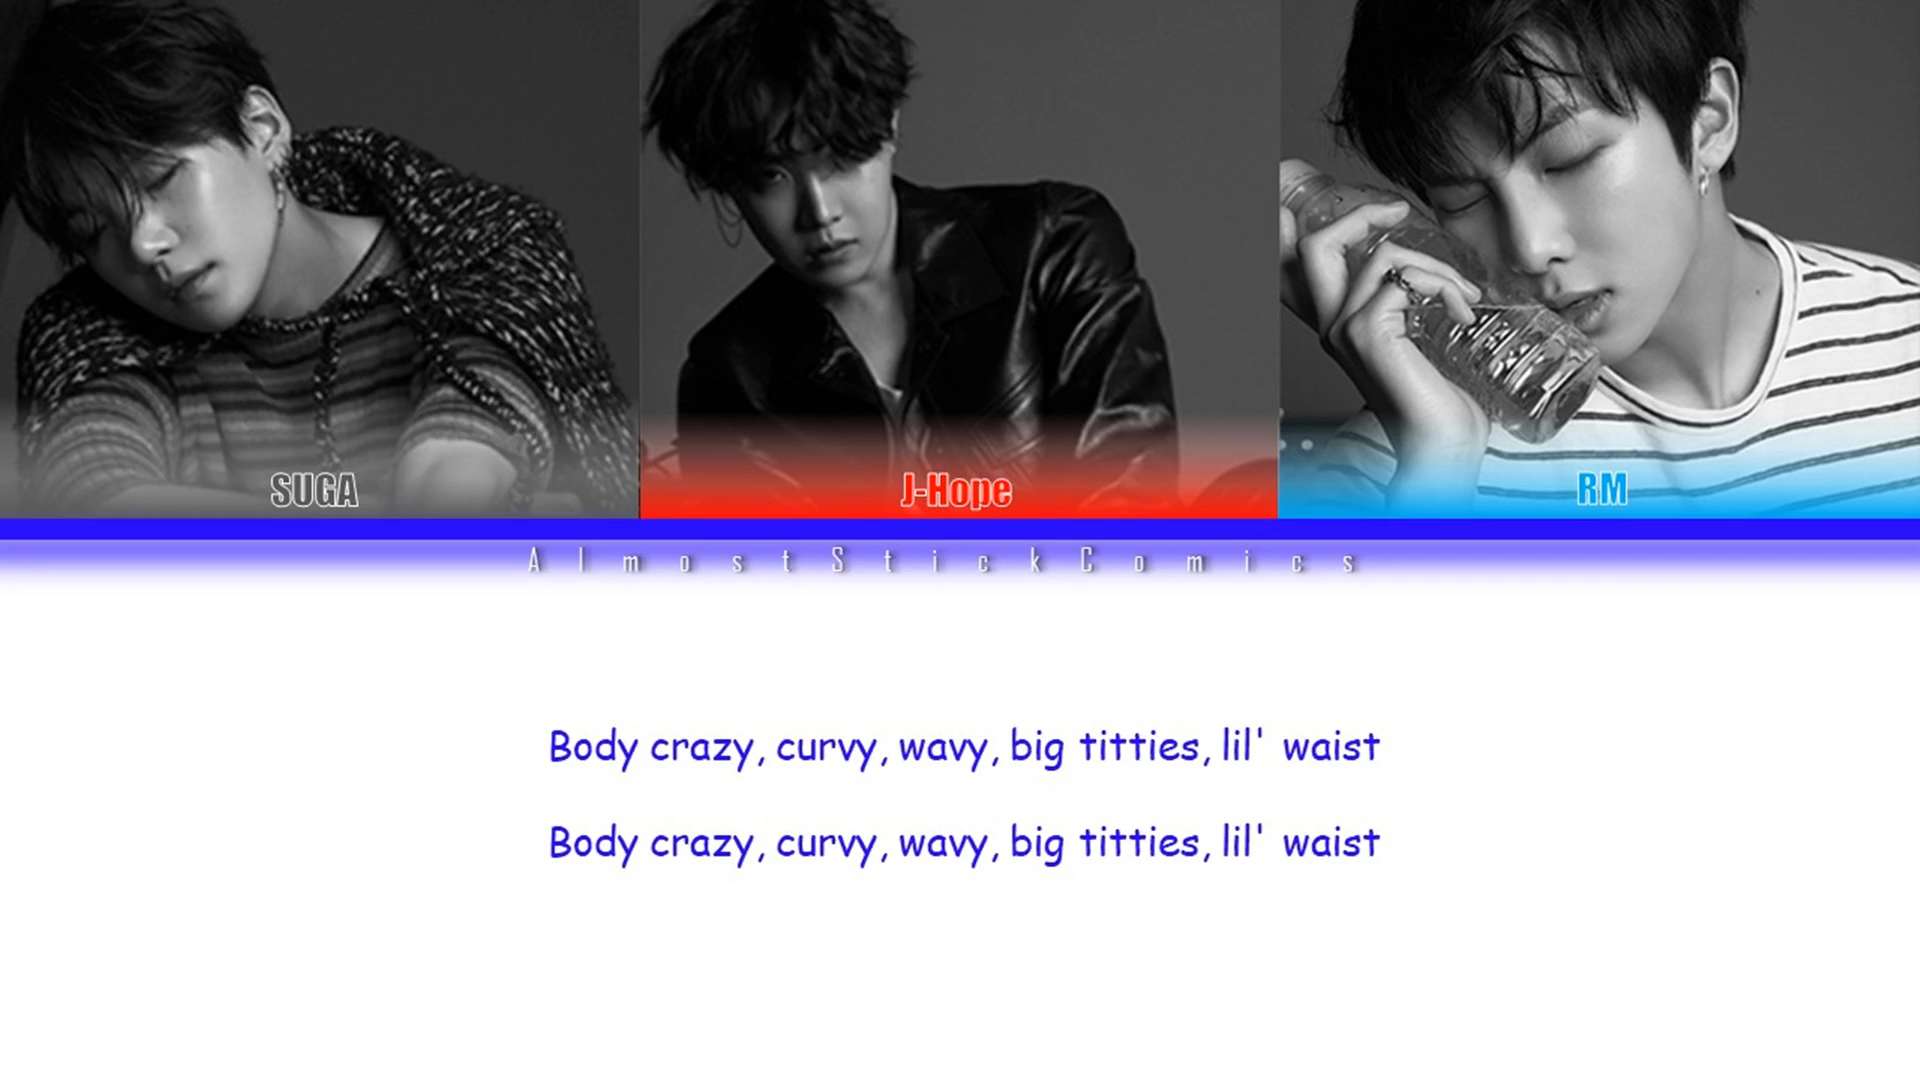 SUGA
J-Hope
RM
AlmostStickComics
Body crazy, curvy, wavy, big titties, lil' waist
Body crazy, curvy, wavy, big titties, lil' waist